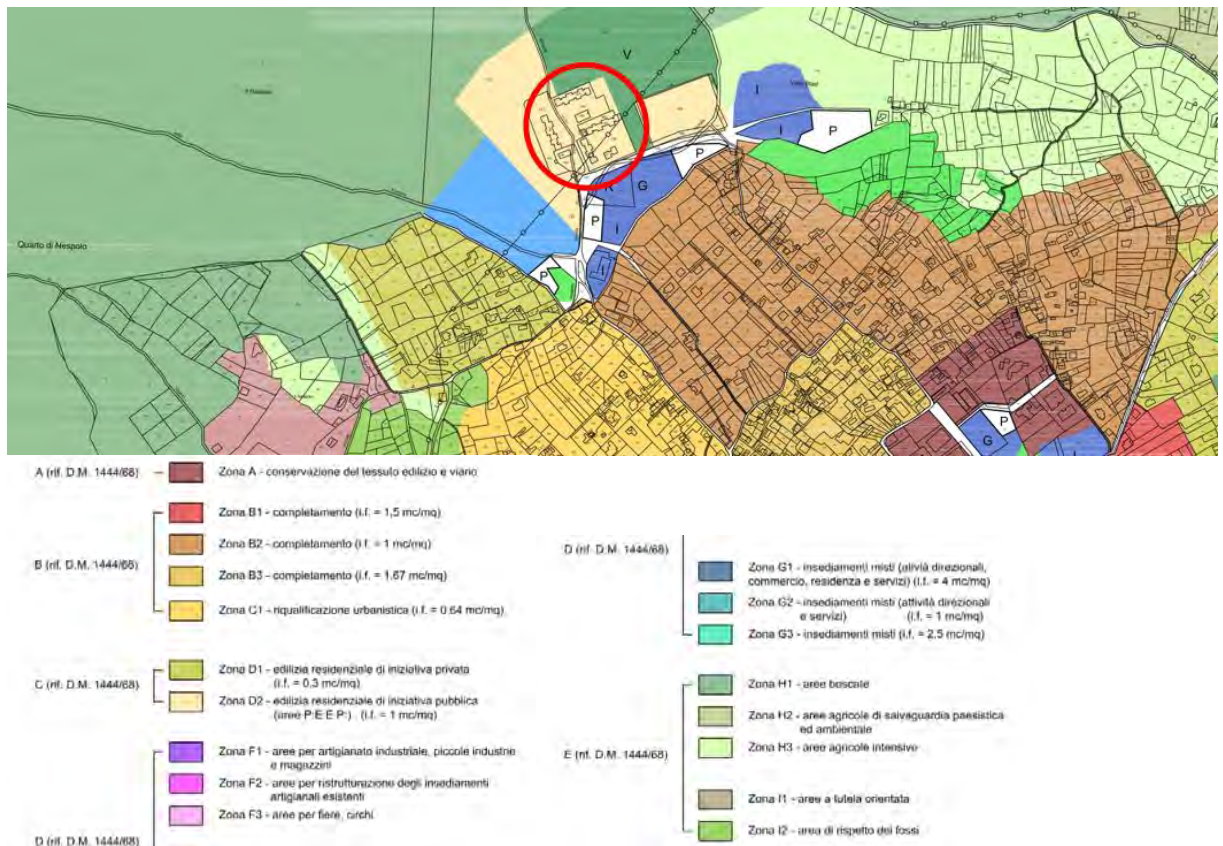 V
I
I
P
P
R
G
P
I
Quarto di Nespolo
P
I
P
G
I
A (rif. D.M. 1444/68)
Zona A - conservazione del tessuto edilizio e viario
Zona B1 - completamento (i.f. = 1,5 mc/mq)
Zona B2 - completamento (i.f. = 1 mc/mq)
B (rif. D.M. 1444/68)
Zona B3 - completamento (i.f. = 1.67 mc/mq)
Zona C1 - riqualificazione urbanistica (i.f. = 0.64 mc/mq)
C (rif. D.M. 1444/68)
Zona D1 - edilizia residenziale di iniziativa privata
(i.f. = 0.3 mc/mq)
Zona D2 - edilizia residenziale di iniziativa pubblica
(aree P.E.E.P.) (i.f. = 1 mc/mq)
Zona F1 - aree per artigianato industriale, piccole industrie
e magazzini
Zona F2 - aree per ristrutturazione degli insediamenti
artigianali esistenti
Zona F3 - aree per fiere, circhi
D (rif. D.M. 1444/68)
D (rif. D.M. 1444/68)
Zona G1 - insediamenti misti (attività direzionali,
commercio, residenza e servizi) (i.f. = 4 mc/mq)
Zona G2 - insediamenti misti (attività direzionali
e servizi) (i.f. = 1 mc/mq)
Zona G3 - insediamenti misti (i.f. = 2.5 mc/mq)
Zona H1 - aree boscate
Zona H2 - aree agricole di salvaguardia paesistica
ed ambientale
E (rif. D.M. 1444/68)
Zona H3 - aree agricole intensive
Zona I1 - aree a tutela orientata
Zona I2 - area di rispetto dei fossi